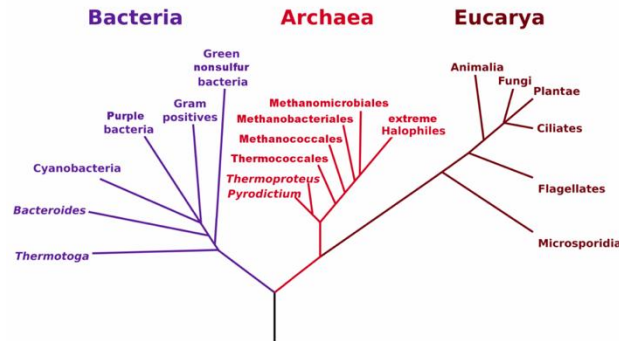 Bacteria
Archaea
Eucarya
Green
nonsulfur
bacteria
Gram
positives
Purple
bacteria
Cyanobacteria
Bacteroides
Thermotoga
Methanomicrobiales
Methanobacteriales
Methanococcales
Thermococcales
Thermoproteus
Pyrodictium
extreme
Halophiles
Animalia
Fungi
Plantae
Ciliates
Flagellates
Microsporidia